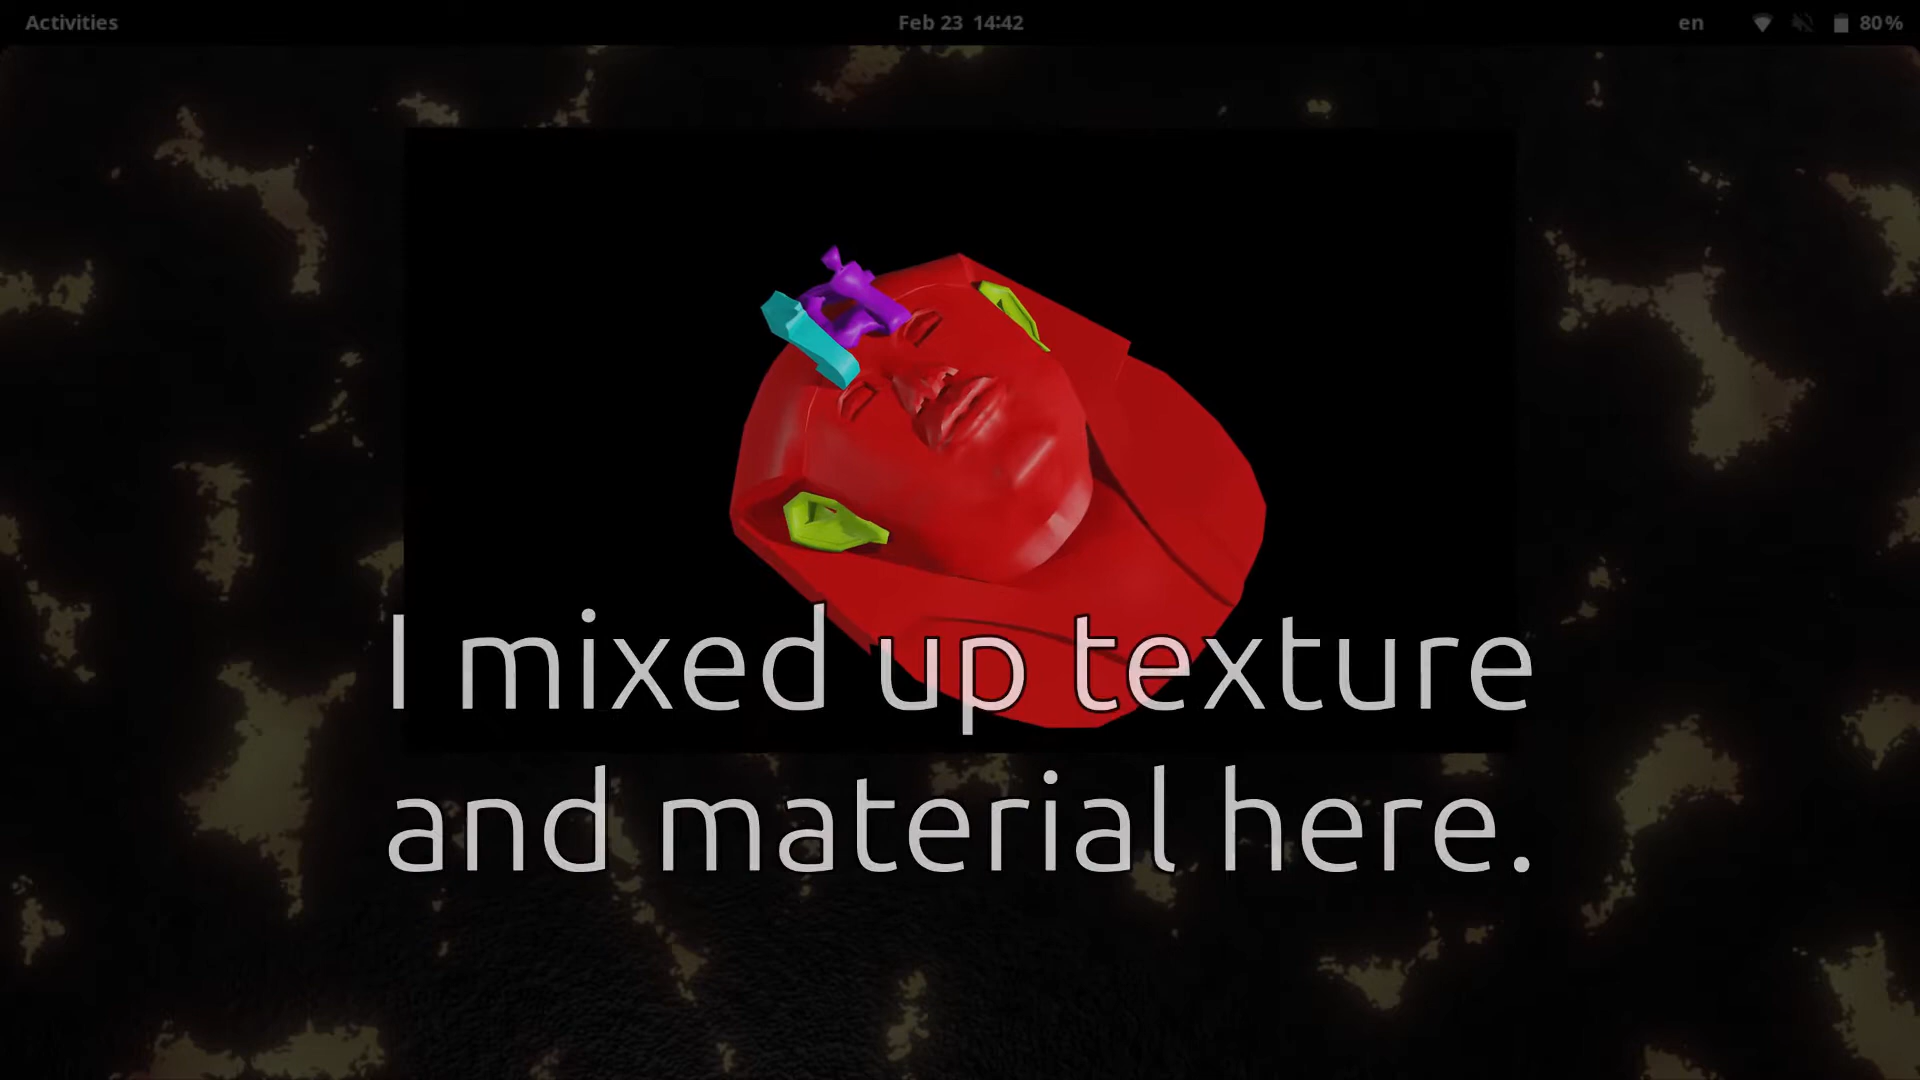 Activities
Feb 23 14:42
en
80%
I mixed up texture
and material here.